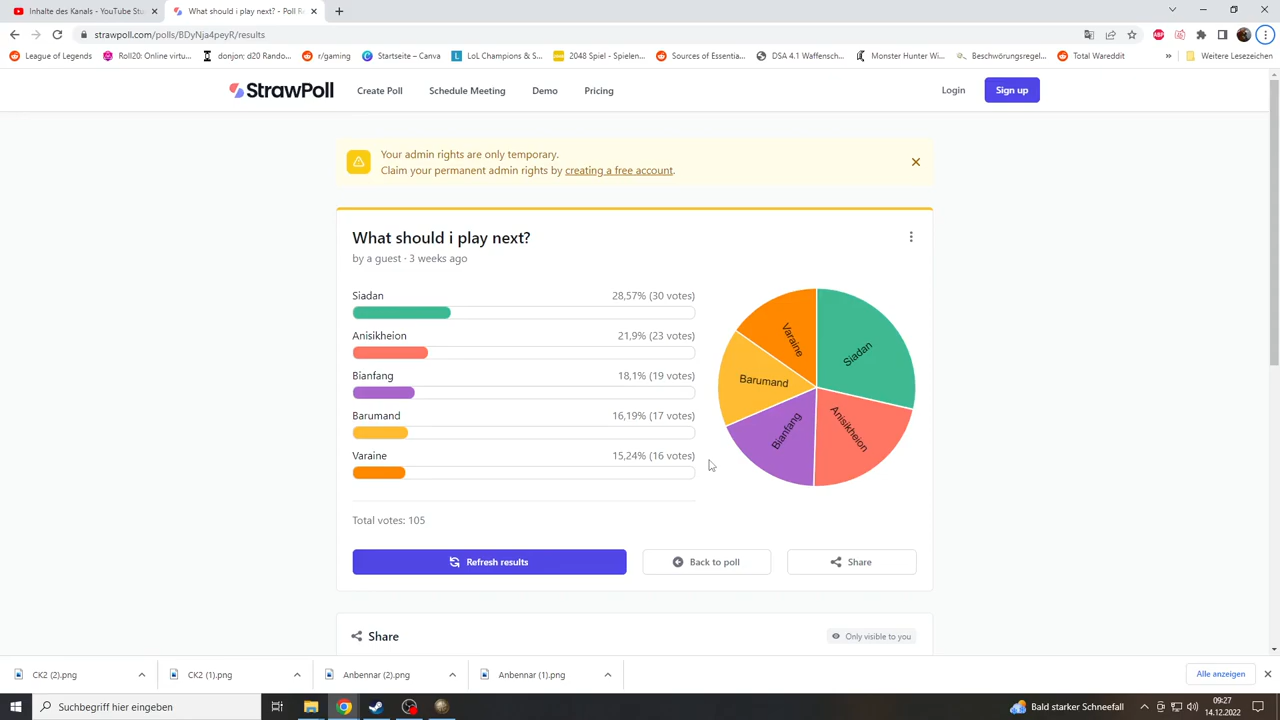 Inhalte des Kanals - YouTube Stu
What should i play next? - Poll Re
strawpoll.com/polls/BDyNja4peyR/results
League of Legends
Roll20: Online virtu...
donjon; d20 Rando...
r/gaming
Startseite – Canva
LoL Champions & S...
2048 Spiel - Spielen...
Sources of Essentia...
DSA 4.1 Waffensch...
Monster Hunter Wi...
Beschwörungsregel...
Total Wareddit
»
Weitere Lesezeichen
StrawPoll
Create Poll
Schedule Meeting
Demo
Pricing
Login
Sign up
Your admin rights are only temporary.
Claim your permanent admin rights by creating a free account.
What should i play next?
by a guest · 3 weeks ago
Siadan 28,57% (30 votes)
Anisikheion 21,9% (23 votes)
Bianfang 18,1% (19 votes)
Barumand 16,19% (17 votes)
Varaine 15,24% (16 votes)
Varaine
Siadan
Barumand
Bianfang
Anisikheion
Total votes: 105
Refresh results
Back to poll
Share
Share
Only visible to you
CK2 (2).png
CK2 (1).png
Anbennar (2).png
Anbennar (1).png
Alle anzeigen
Suchbegriff hier eingeben
Bald starker Schneefall
09:27
14.12.2022